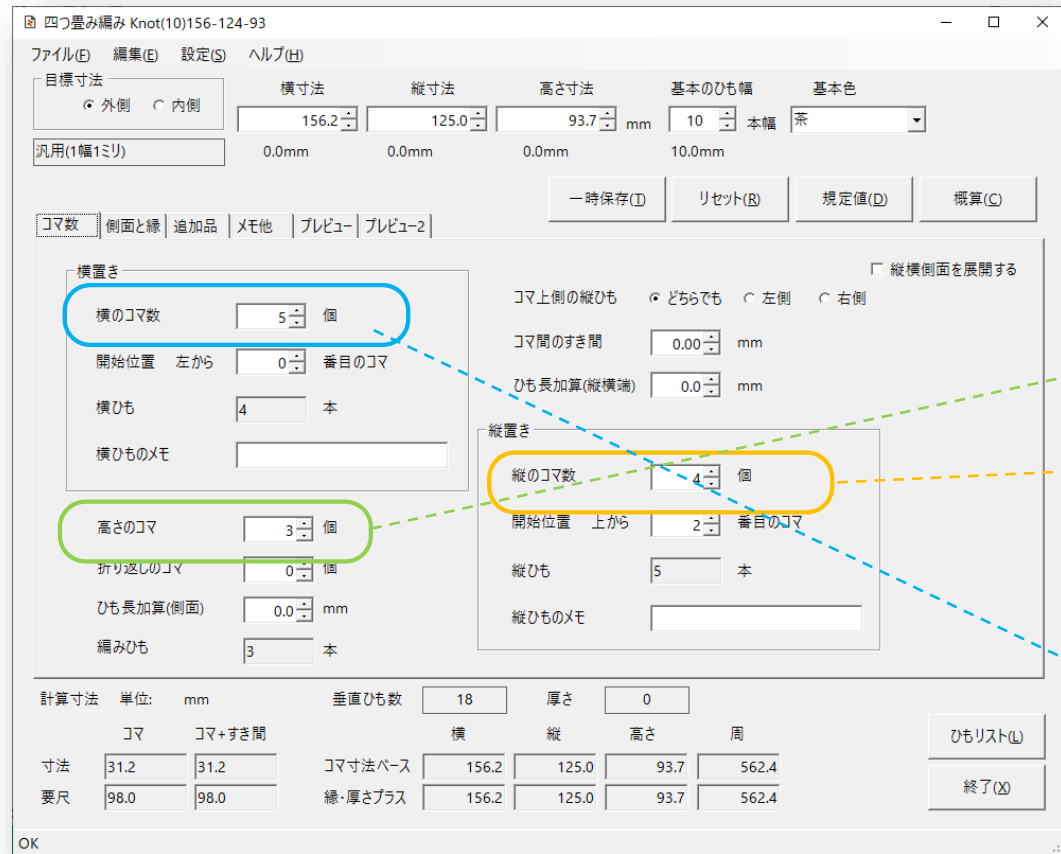 四つ畳み編み Knot(10)156-124-93
ファイル(F) 編集(E) 設定(S) ヘルプ(H)
目標寸法
外側 内側
横寸法 縦寸法 高さ寸法 基本のひも幅 基本色
156.2 125.0 93.7 mm 10 本幅 茶
汎用(1幅1ミリ) 0.0mm 0.0mm 0.0mm 10.0mm
一時保存(T) リセット(R) 規定値(D) 概算(C)
コマ数 側面と縁 追加品 メモ他 プレビュー プレビュー2
縦横側面を展開する
横置き
横のコマ数 5 個
開始位置 左から 0 番目のコマ
横ひも 4 本
横ひものメモ
コマ上側の縦ひも どちらでも 左側 右側
コマ間のすき間 0.00 mm
ひも長加算(縦横端) 0.0 mm
縦置き
縦のコマ数 4 個
開始位置 上から 2 番目のコマ
縦ひも 5 本
縦ひものメモ
高さのコマ 3 個
折り返しのコマ 0 個
ひも長加算(側面) 0.0 mm
編みひも 3 本
計算寸法 単位: mm 垂直ひも数 18 厚さ 0
コマ コマ+すき間 横 縦 高さ 周
寸法 31.2 31.2 コマ寸法ベース 156.2 125.0 93.7 562.4
要尺 98.0 98.0 縁・厚さプラス 156.2 125.0 93.7 562.4
ひもリスト(L)
終了(X)
OK